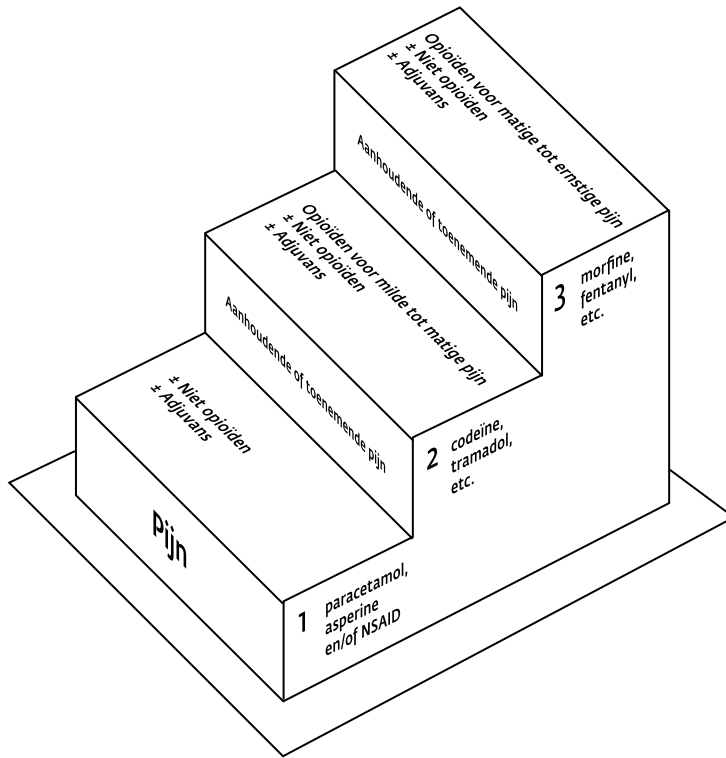 Opioïden voor matige tot ernstige pijn
± Niet opioïden
± Adjuvans
Aanhoudende of toenemende pijn
3
morfine,
fentanyl,
etc.
Opioïden voor milde tot matige pijn
± Niet opioïden
± Adjuvans
Aanhoudende of toenemende pijn
2
codeïne,
tramadol,
etc.
± Niet opioïden
± Adjuvans
Pijn
1
paracetamol,
asperine
en/of NSAID